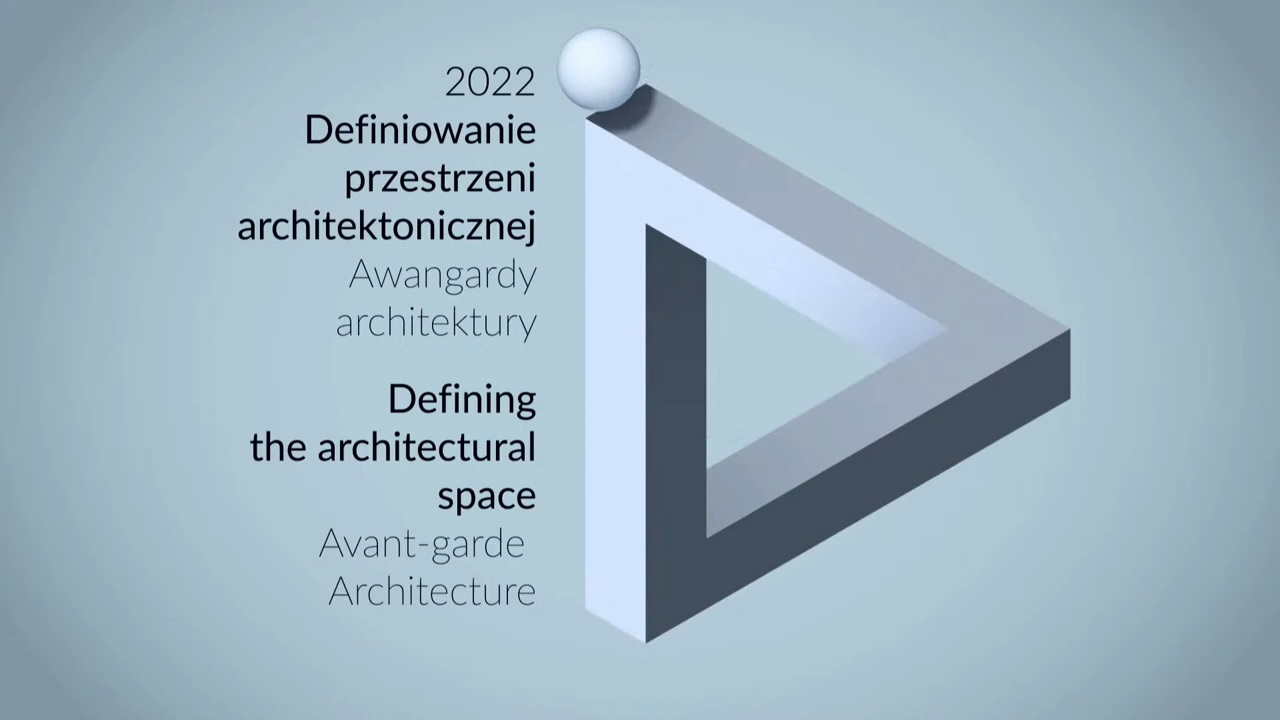 2022
Definiowanie
przestrzeni
architektonicznej
Awangardy
architektury
Defining
the architectural
space
Avant-garde
Architecture